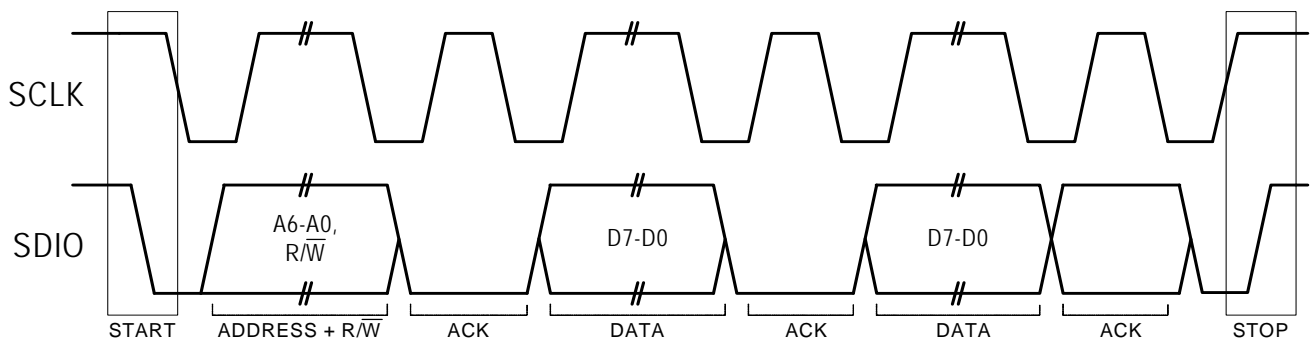 SCLK
SDIO
A6-A0,
R/W̅
D7-D0
D7-D0
START
ADDRESS + R/W̅
ACK
DATA
ACK
DATA
ACK
STOP